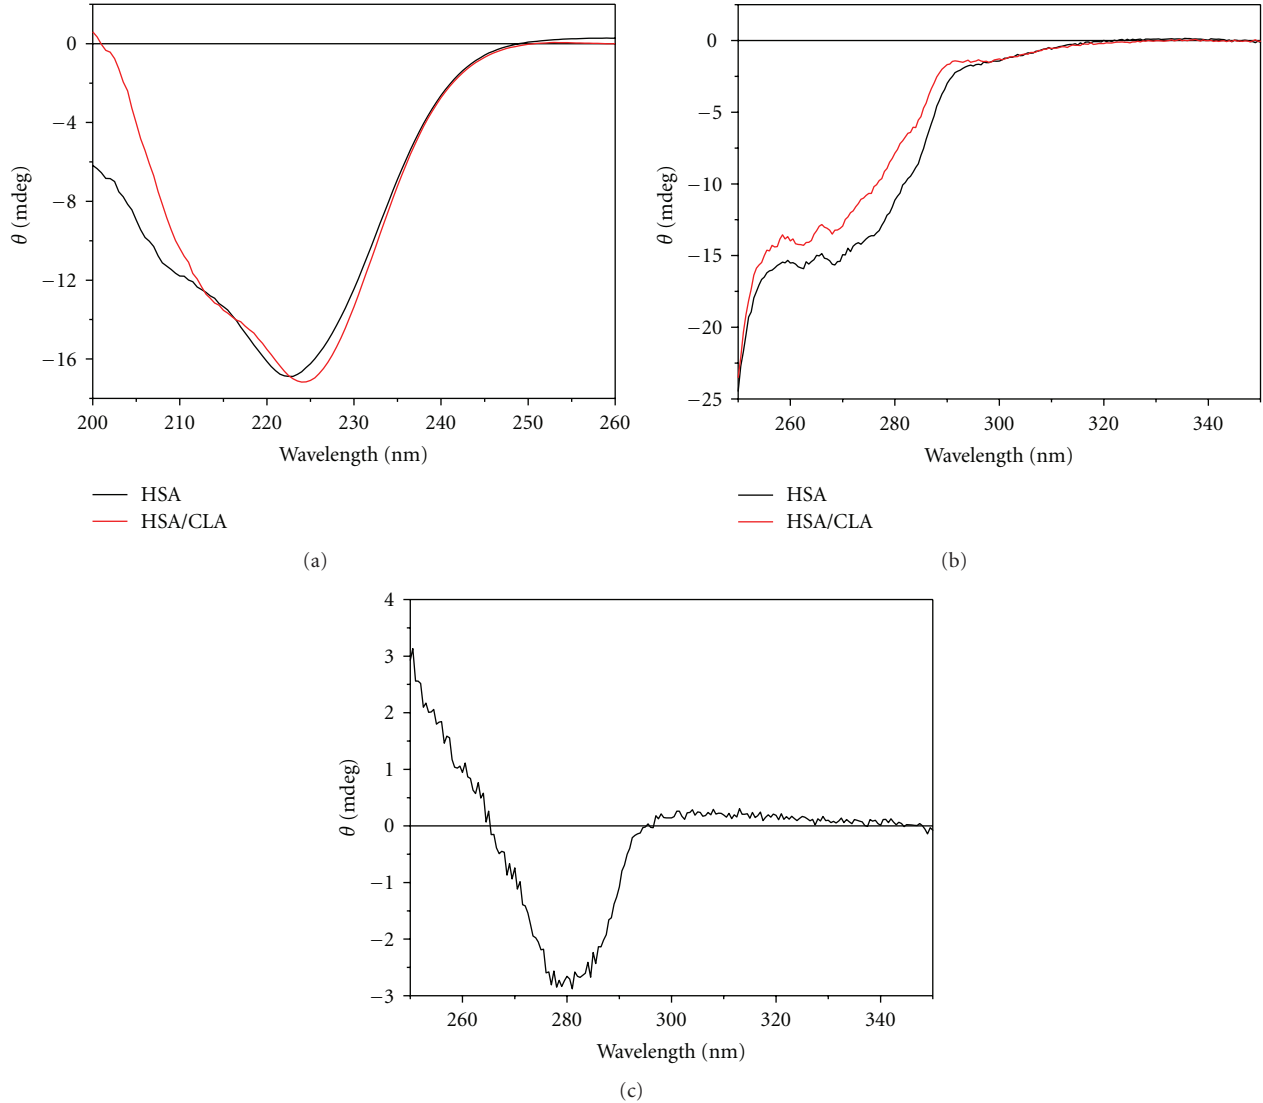 0
−4
−8
−12
−16
θ (mdeg)
200 210 220 230 240 250 260
Wavelength (nm)
HSA
HSA/CLA
(a)
0
−5
−10
−15
−20
−25
θ (mdeg)
260 280 300 320 340
Wavelength (nm)
HSA
HSA/CLA
(b)
4
3
2
1
0
−1
−2
−3
θ (mdeg)
260 280 300 320 340
Wavelength (nm)
(c)